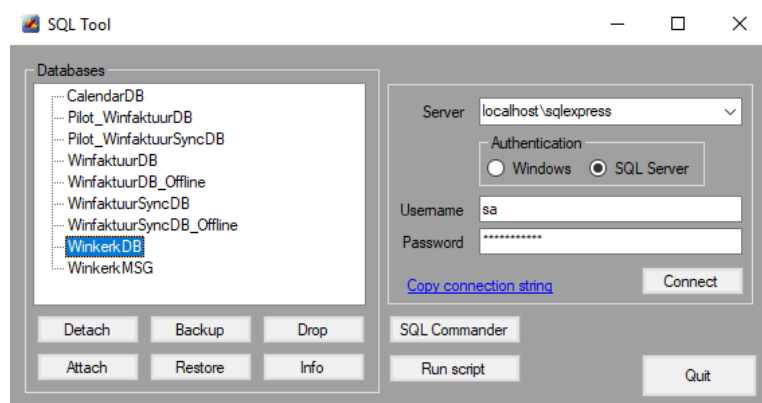 SQL Tool
Databases
CalendarDB
Pilot_WinfaktuurDB
Pilot_WinfaktuurSyncDB
WinfaktuurDB
WinfaktuurDB_Offline
WinfaktuurSyncDB
WinfaktuurSyncDB_Offline
WinkerkDB
WinkerkMSG
Detach Backup Drop
Attach Restore Info
Server localhost\sqlexpress
Authentication
Windows SQL Server
Username sa
Password ***********
Copy connection string Connect
SQL Commander
Run script
Quit